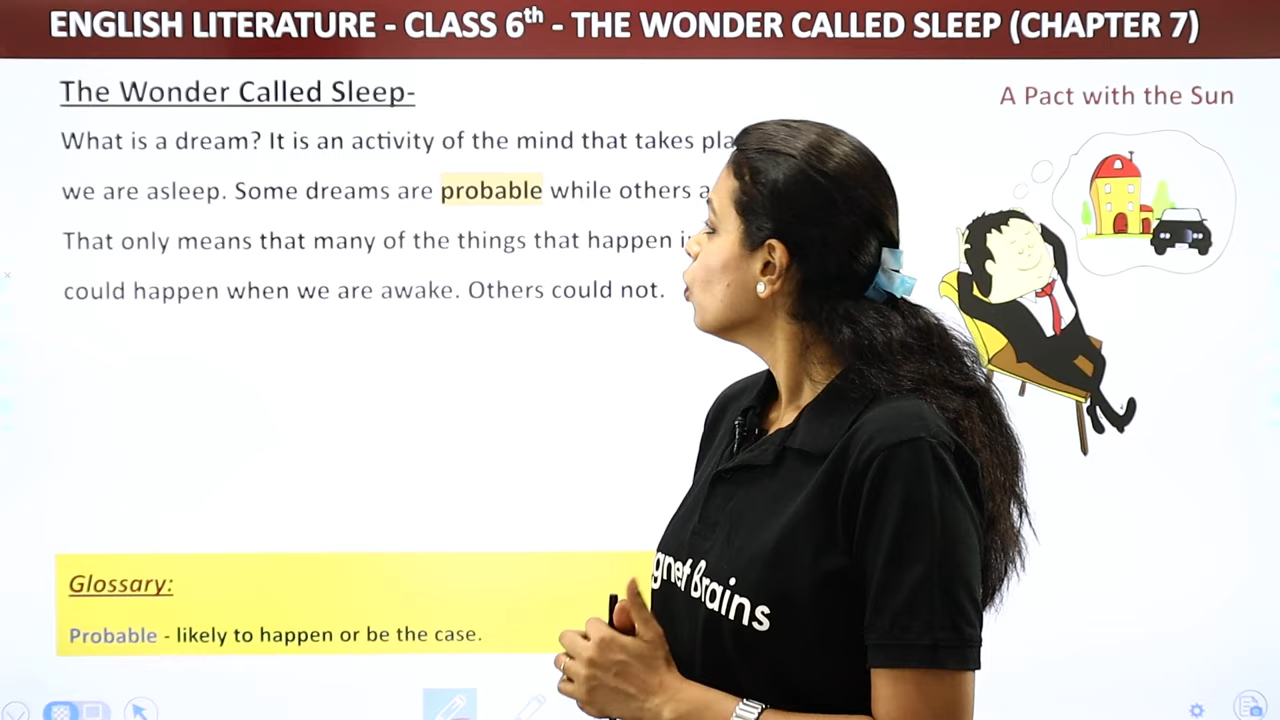 ENGLISH LITERATURE - CLASS 6th - THE WONDER CALLED SLEEP (CHAPTER 7)
The Wonder Called Sleep-
A Pact with the Sun
What is a dream? It is an activity of the mind that takes
we are asleep. Some dreams are probable while others
That only means that many of the things that happen
could happen when we are awake. Others could not.
Glossary:
Probable - likely to happen or be the case.
Brains